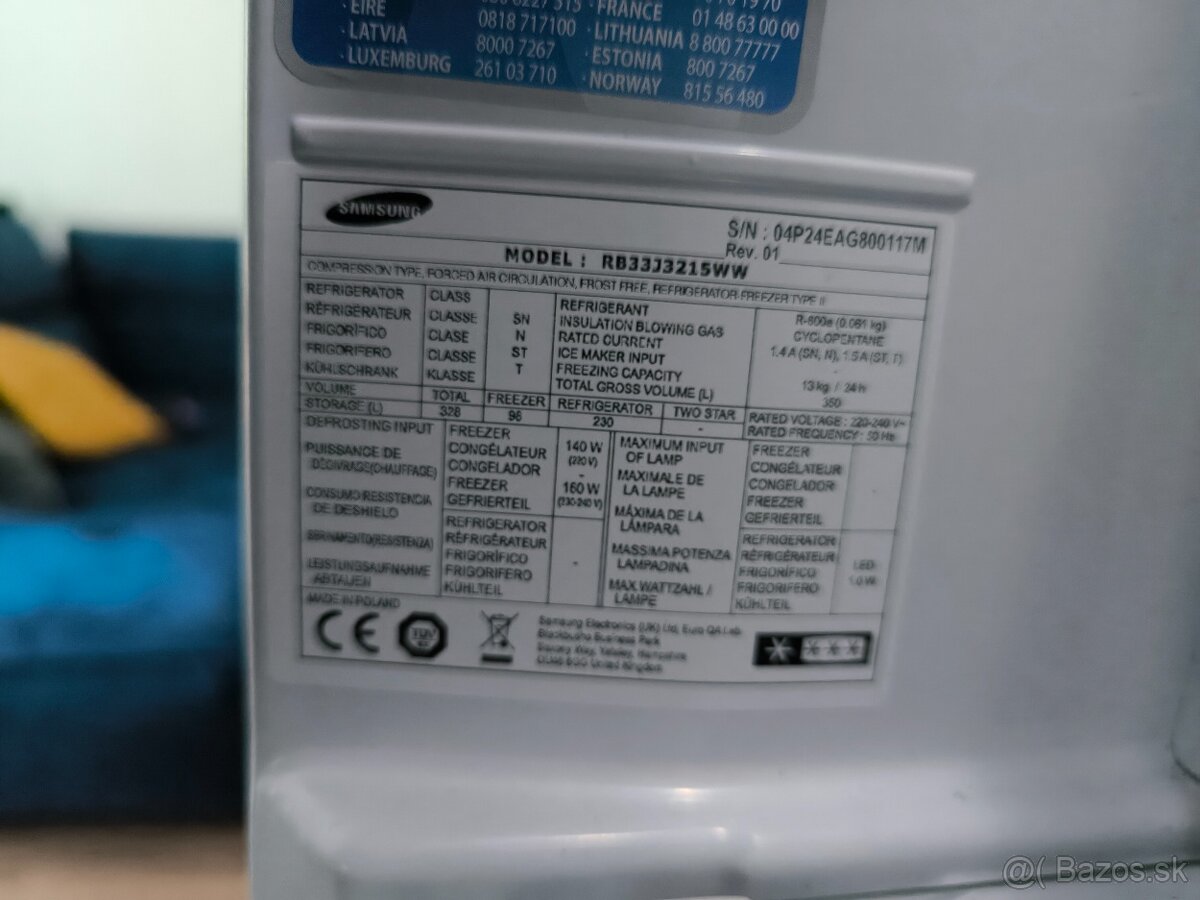 · EIRE
0818 717100
· FRANCE
01 48 63 00 00
· LATVIA
8000 7267
· LITHUANIA
8 800 77777
· LUXEMBURG
261 03 710
· ESTONIA
800 7267
· NORWAY
815 56 480
SAMSUNG
S/N : 04P24EAG800117M
Rev. 01
MODEL : RB33J3215WW
COMPRESSION TYPE, FORCED AIR CIRCULATION, FROST FREE, REFRIGERATOR-FREEZER TYPE II
REFRIGERATOR
RÉFRIGÉRATEUR
FRIGORÍFICO
FRIGORIFERO
KÜHLSCHRANK
CLASS
CLASSE
CLASE
CLASSE
KLASSE
SN
N
ST
T
REFRIGERANT
INSULATION BLOWING GAS
RATED CURRENT
ICE MAKER INPUT
FREEZING CAPACITY
TOTAL GROSS VOLUME (L)
CYCLOPENTANE
1.4 A (SN, N), 1.5 A (ST, T)
13 kg / 24 h
350
VOLUME
STORAGE (L)
TOTAL
328
FREEZER
98
REFRIGERATOR
230
TWO STAR
-
RATED VOLTAGE : 220-240 V~
RATED FREQUENCY : 50 Hz
DEFROSTING INPUT
PUISSANCE DE
DÉGIVRAGE(CHAUFFAGE)
CONSUMO RESISTENCIA
DE DESHIELO
LEISTUNGSAUFNAHME
ABTAUEN
FREEZER
CONGÉLATEUR
CONGELADOR
FREEZER
GEFRIERTEIL
140 W
(220 V)
-
160 W
(230-240 V)
REFRIGERATOR
RÉFRIGÉRATEUR
FRIGORÍFICO
FRIGORIFERO
KÜHLTEIL
-
MAXIMUM INPUT
OF LAMP
MAXIMALE DE
LA LAMPE
MÁXIMA DE LA
LÁMPARA
MASSIMA POTENZA
LAMPADINA
MAX.WATTZAHL /
LAMPE
FREEZER
CONGÉLATEUR
CONGELADOR
FREEZER
GEFRIERTEIL
REFRIGERATOR
RÉFRIGÉRATEUR
FRIGORÍFICO
FRIGORIFERO
KÜHLTEIL
LED
1.0 W
MADE IN POLAND
CE
TÜV
Samsung Electronics (UK) Ltd, Euro QA Lab.
Blackbushe Business Park
Saxony Way, Yateley, Hampshire
GU46 6GG United Kingdom
@( Bazos.sk